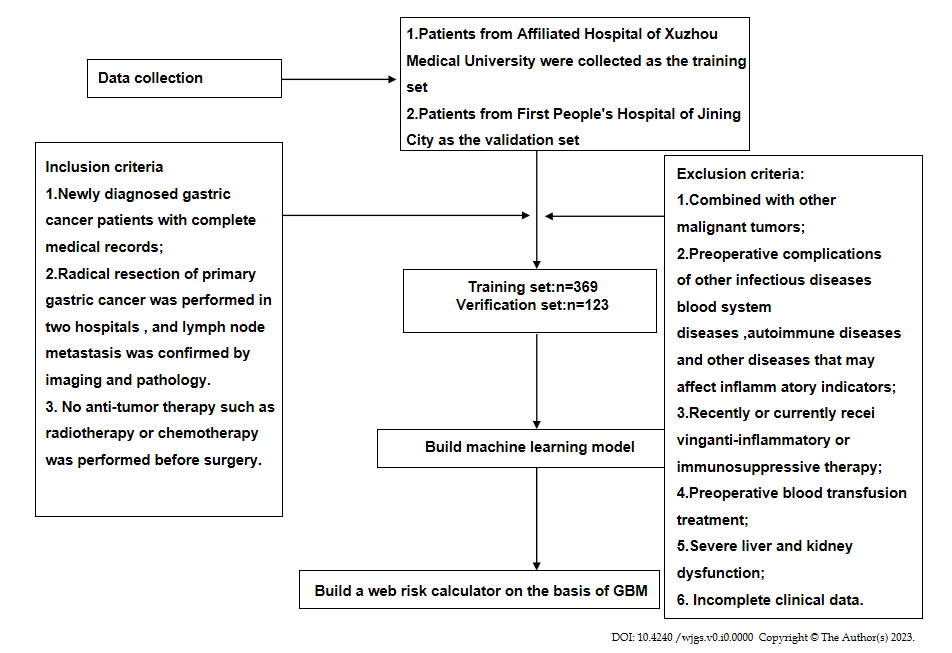 Data collection
1.Patients from Affiliated Hospital of Xuzhou
Medical University were collected as the training
set
2.Patients from First People's Hospital of Jining
City as the validation set
Inclusion criteria
1.Newly diagnosed gastric
cancer patients with complete
medical records;
2.Radical resection of primary
gastric cancer was performed in
two hospitals , and lymph node
metastasis was confirmed by
imaging and pathology.
3. No anti-tumor therapy such as
radiotherapy or chemotherapy
was performed before surgery.
Exclusion criteria:
1.Combined with other
malignant tumors;
2.Preoperative complications
of other infectious diseases
blood system
diseases ,autoimmune diseases
and other diseases that may
affect inflamm atory indicators;
3.Recently or currently recei
vinganti-inflammatory or
immunosuppressive therapy;
4.Preoperative blood transfusion
treatment;
5.Severe liver and kidney
dysfunction;
6. Incomplete clinical data.
Training set:n=369
Verification set:n=123
Build machine learning model
Build a web risk calculator on the basis of GBM
DOI: 10.4240 /wjgs.v0.i0.0000 Copyright © The Author(s) 2023.